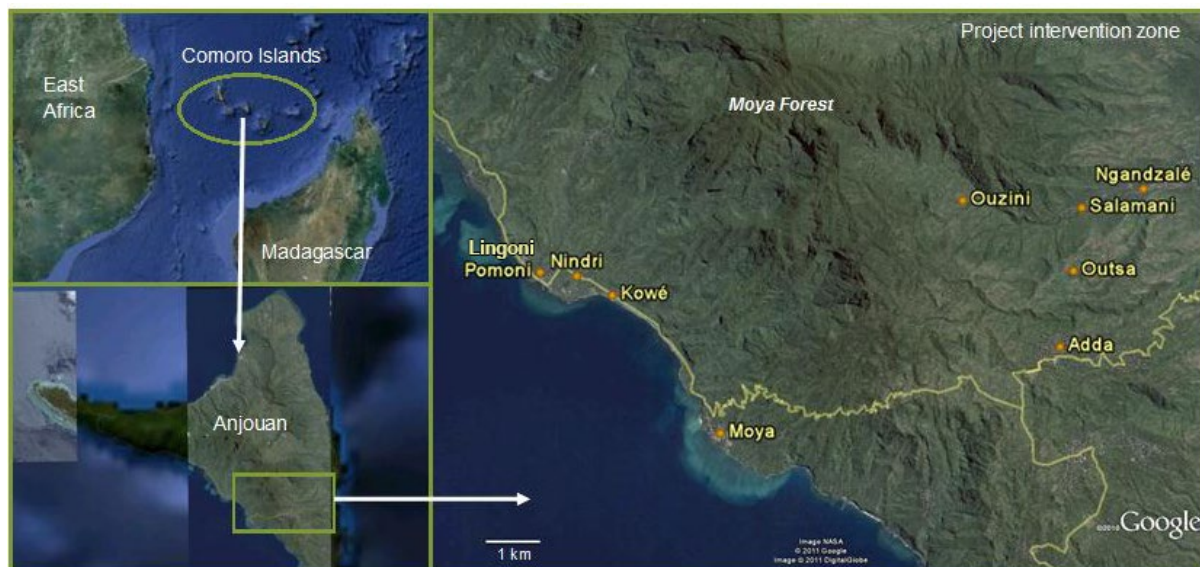 Comoro Islands
East
Africa
Madagascar
Anjouan
Project intervention zone
Moya Forest
Ngandzalé
Ouzini
Salamani
Lingoni
Pomoni
Nindri
Outsa
Kowé
Adda
Moya
1 km
Image NASA
© 2011 Google
Image © 2011 DigitalGlobe
©2010 Google